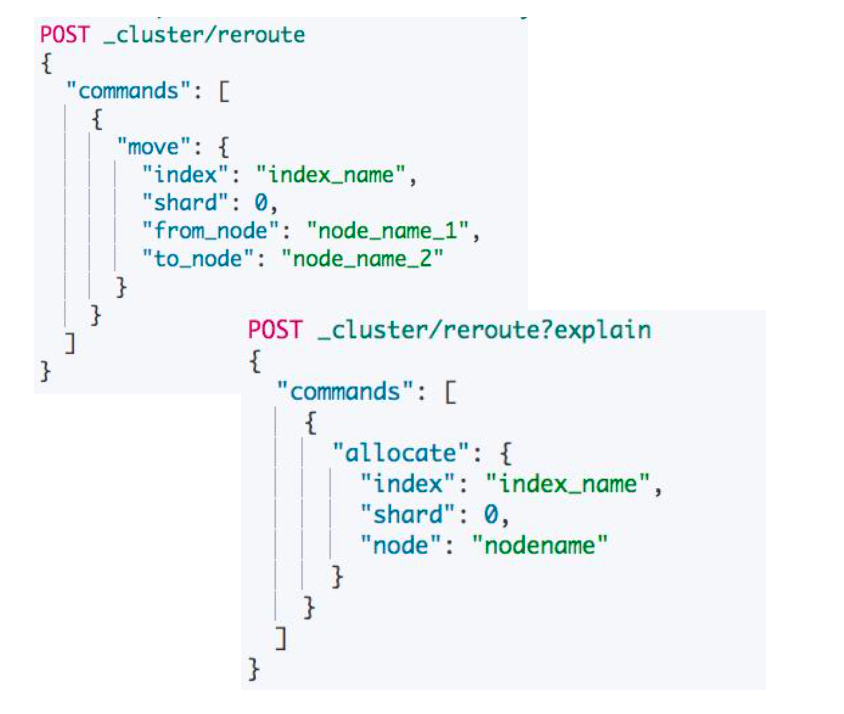 POST _cluster/reroute
{
  "commands": [
    {
      "move": {
        "index": "index_name",
        "shard": 0,
        "from_node": "node_name_1",
        "to_node": "node_name_2"
      }
    }
  ]
}
POST _cluster/reroute?explain
{
  "commands": [
    {
      "allocate": {
        "index": "index_name",
        "shard": 0,
        "node": "nodename"
      }
    }
  ]
}